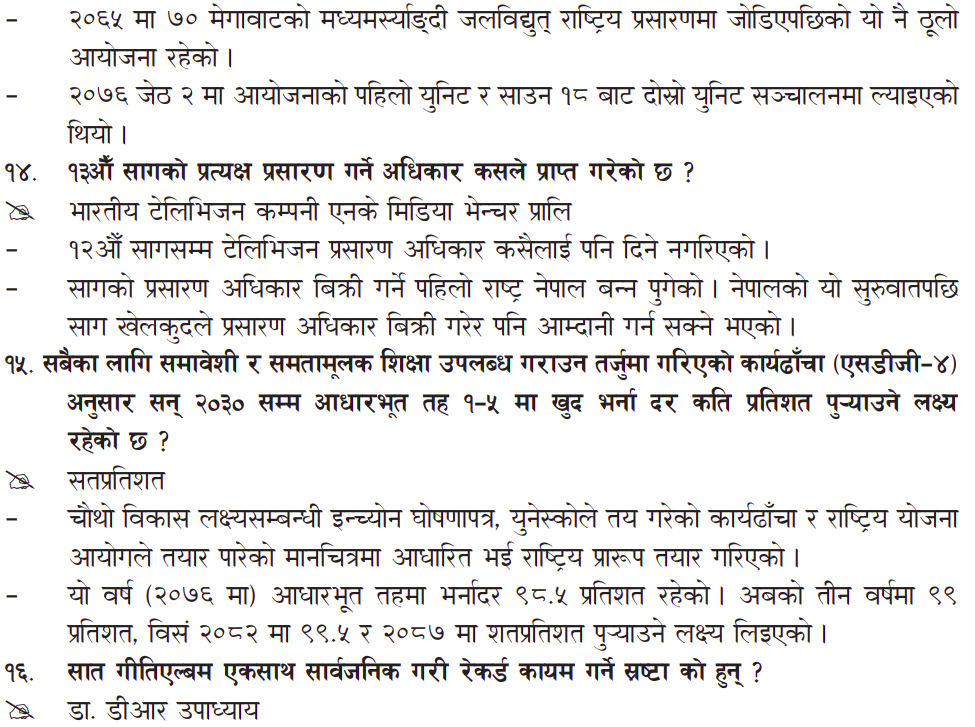 – २०६५ मा ७० मेगावाटको मध्यमर्स्याङ्दी जलविद्युत् राष्ट्रिय प्रसारणमा जोडिएपछिको यो नै ठूलो
आयोजना रहेको ।
– २०७६ जेठ २ मा आयोजनाको पहिलो युनिट र साउन १८ बाट दोस्रो युनिट सञ्चालनमा ल्याइएको
थियो ।
१४. १३औँ सागको प्रत्यक्ष प्रसारण गर्ने अधिकार कसले प्राप्त गरेको छ ?
भारतीय टेलिभिजन कम्पनी एनके मिडिया भेन्चर प्रालि
– १२औँ सागसम्म टेलिभिजन प्रसारण अधिकार कसैलाई पनि दिने नगरिएको ।
– सागको प्रसारण अधिकार बिक्री गर्ने पहिलो राष्ट्र नेपाल बन्न पुगेको । नेपालको यो सुरुवातपछि
साग खेलकुदले प्रसारण अधिकार बिक्री गरेर पनि आम्दानी गर्न सक्ने भएको ।
१५. सबैका लागि समावेशी र समतामूलक शिक्षा उपलब्ध गराउन तर्जुमा गरिएको कार्यढाँचा (एसडीजी–४)
अनुसार सन् २०३० सम्म आधारभूत तह १–५ मा खुद भर्ना दर कति प्रतिशत पुर्‍याउने लक्ष्य
रहेको छ ?
सतप्रतिशत
– चौथो विकास लक्ष्यसम्बन्धी इन्च्योन घोषणापत्र, युनेस्कोले तय गरेको कार्यढाँचा र राष्ट्रिय योजना
आयोगले तयार पारेको मानचित्रमा आधारित भई राष्ट्रिय प्रारूप तयार गरिएको ।
– यो वर्ष (२०७६ मा) आधारभूत तहमा भर्नादर ९८.५ प्रतिशत रहेको । अबको तीन वर्षमा ९९
प्रतिशत, विसं २०८२ मा ९९.५ र २०८७ मा शतप्रतिशत पुर्‍याउने लक्ष्य लिइएको ।
१६. सात गीतिएल्बम एकसाथ सार्वजनिक गरी रेकर्ड कायम गर्ने स्रष्टा को हुन् ?
डा. डीआर उपाध्याय